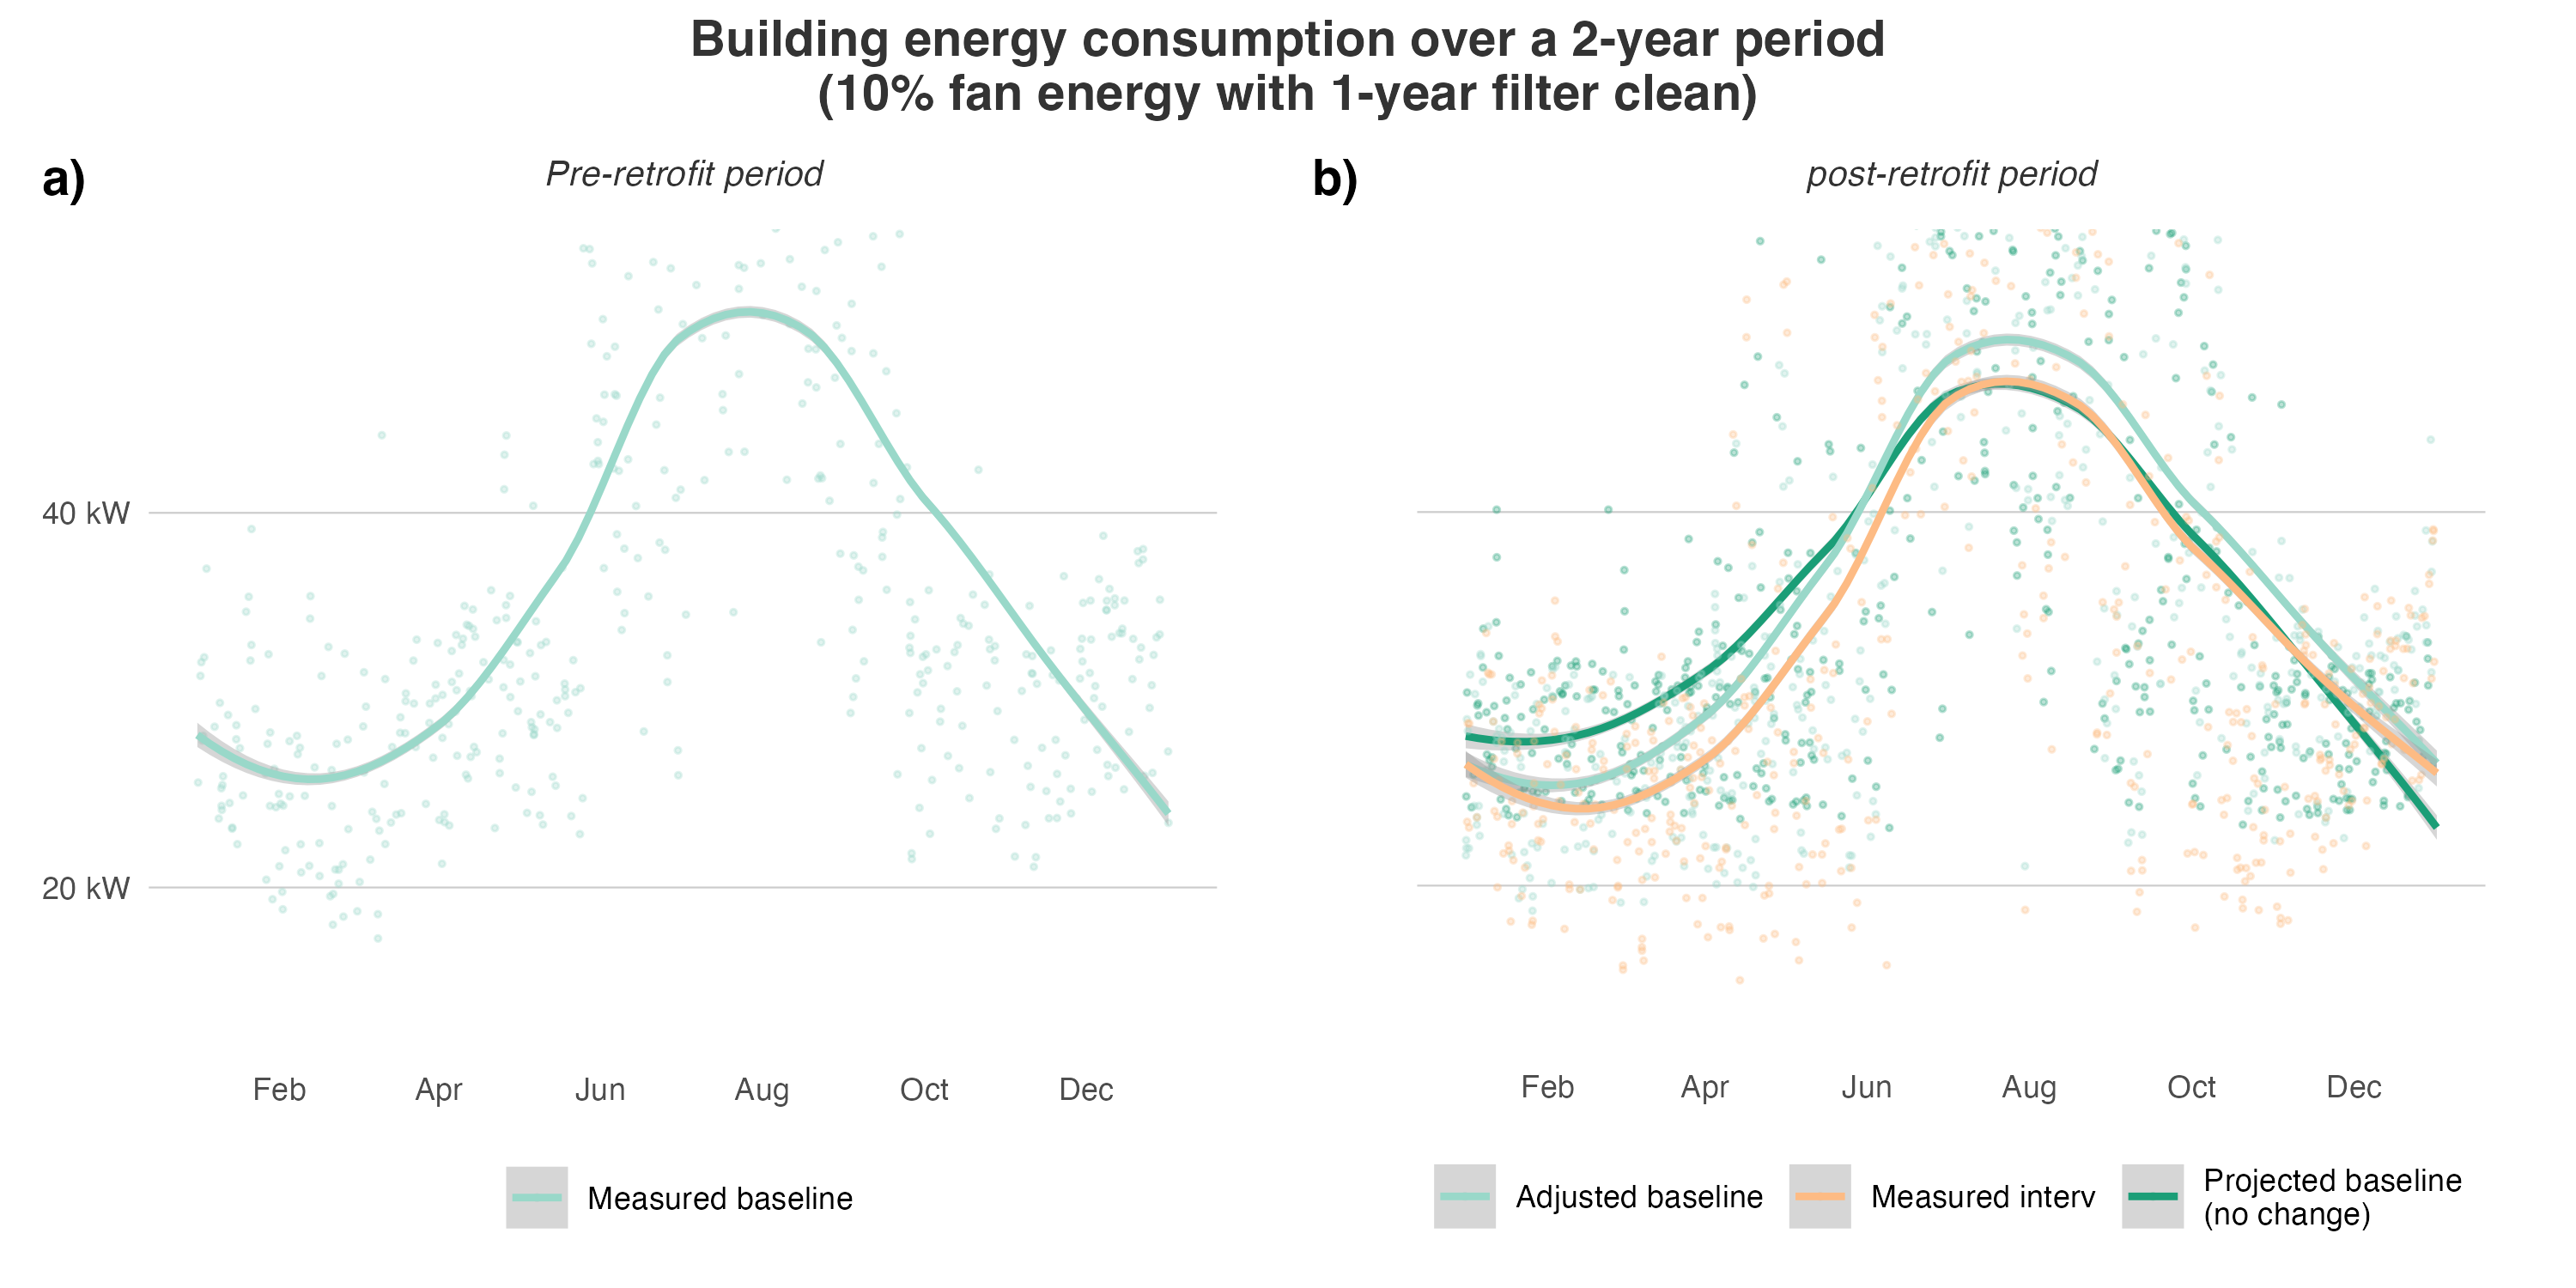 Building energy consumption over a 2-year period
(10% fan energy with 1-year filter clean)
a)
Pre-retrofit period
40 kW
20 kW
Feb Apr Jun Aug Oct Dec
Measured baseline
b)
post-retrofit period
Feb Apr Jun Aug Oct Dec
Adjusted baseline
Measured interv
Projected baseline
(no change)